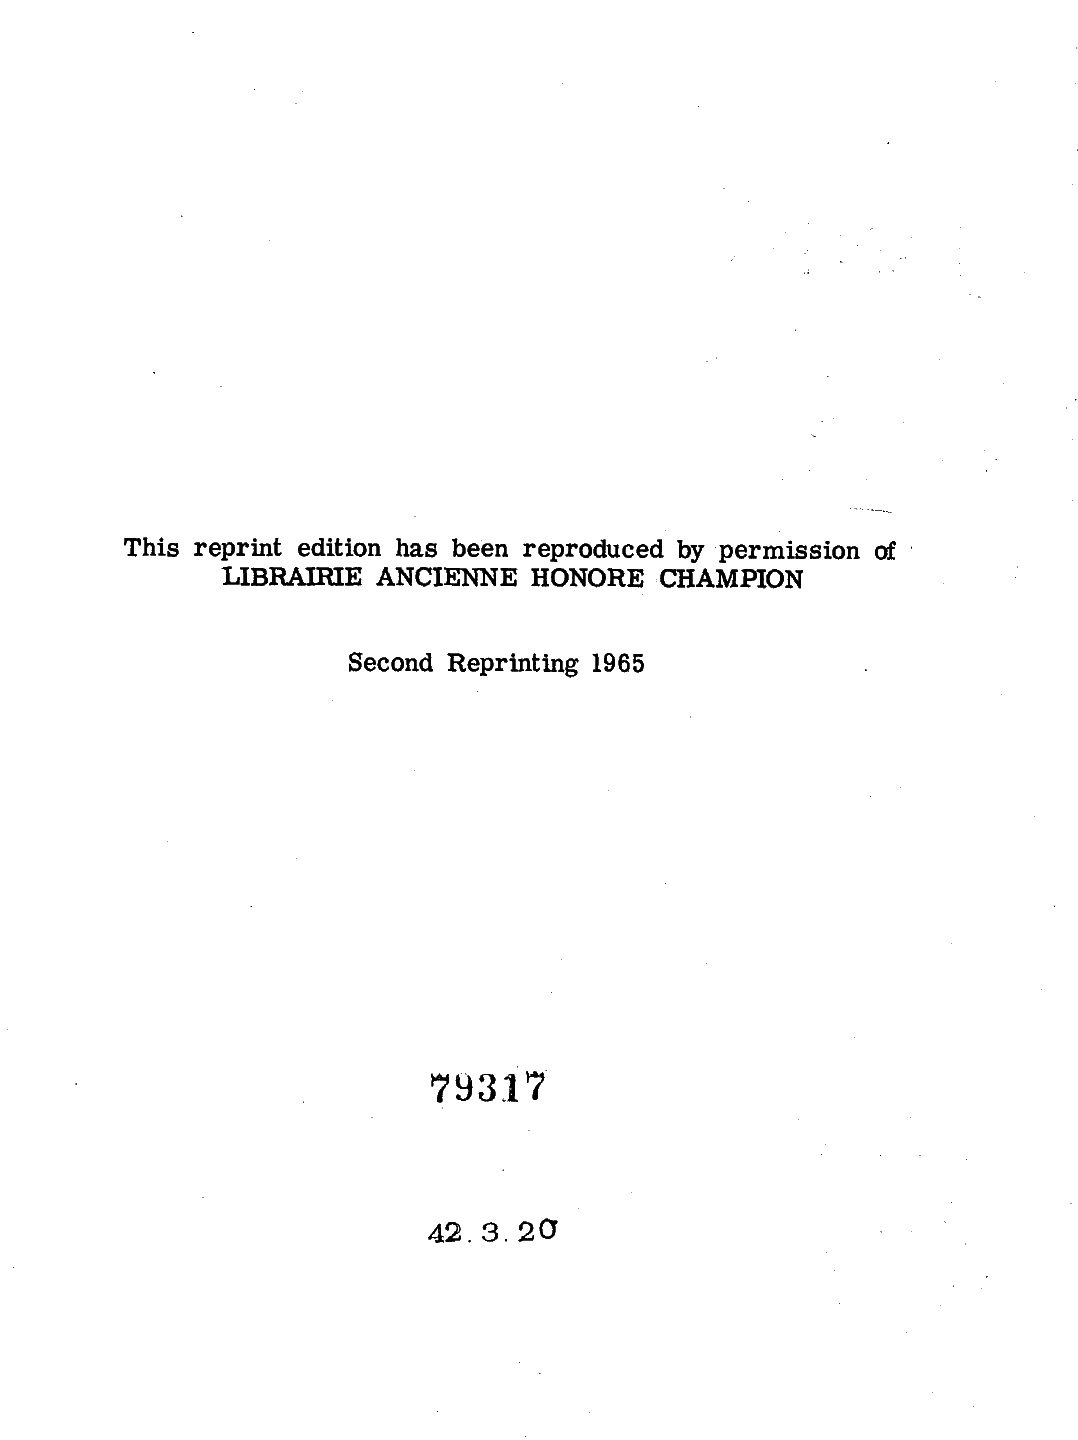 This reprint edition has been reproduced by permission of
LIBRAIRIE ANCIENNE HONORE CHAMPION
Second Reprinting 1965
79317
42.3.20